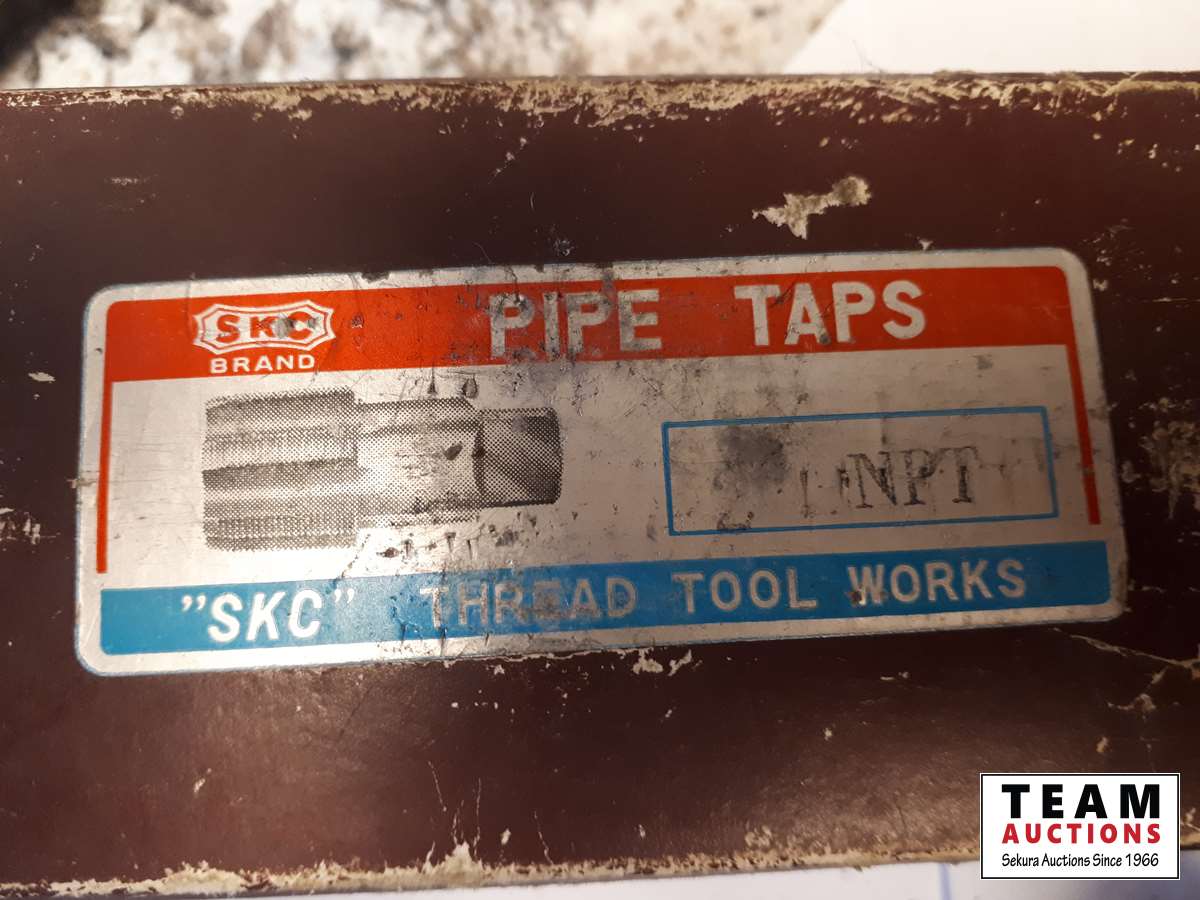 SKC
BRAND
PIPE TAPS
NPT
"SKC" THREAD TOOL WORKS
TEAM
AUCTIONS
Sekura Auctions Since 1966